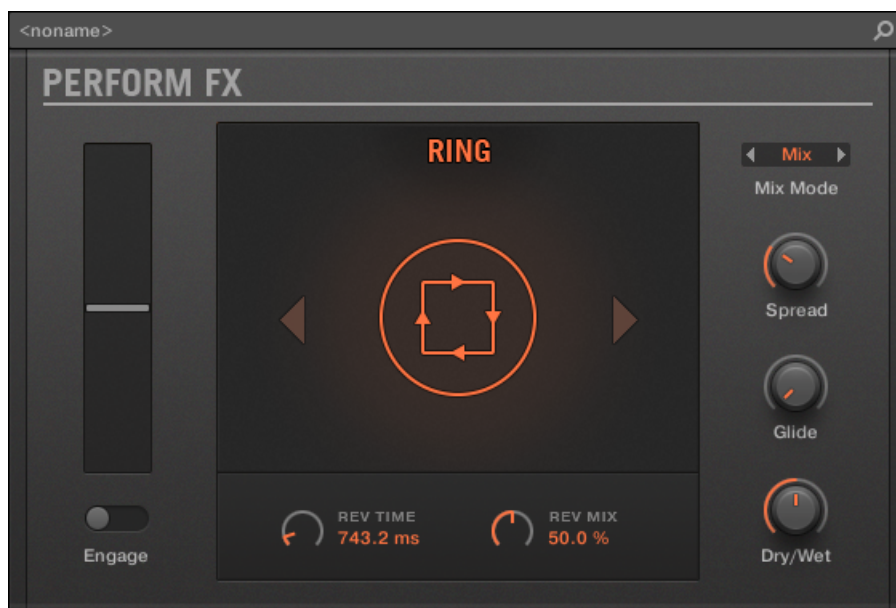 <noname>
PERFORM FX
RING
Mix
Mix Mode
Spread
Glide
REV TIME
743.2 ms
REV MIX
50.0 %
Engage
Dry/Wet